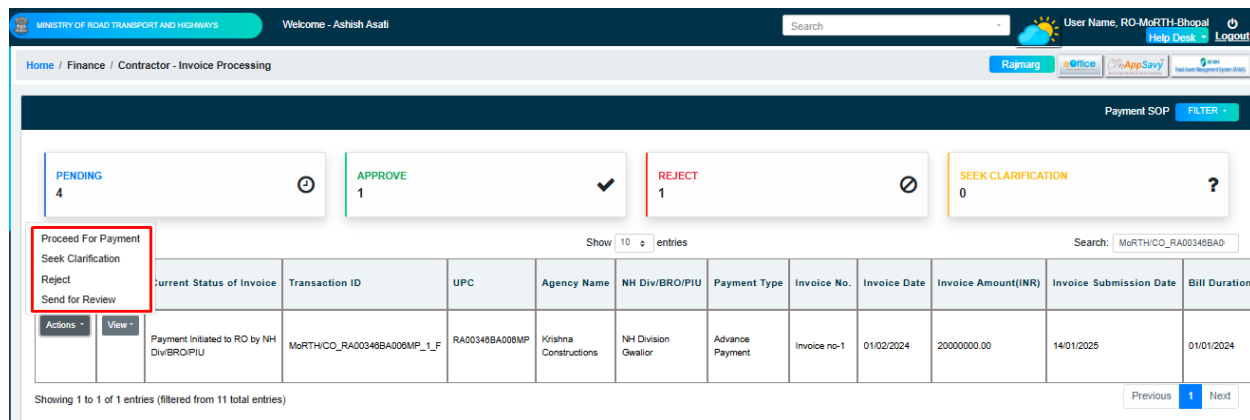 MINISTRY OF ROAD TRANSPORT AND HIGHWAYS
Welcome - Ashish Asati
Search
User Name, RO-MoRTH-Bhopal
Help Desk
Logout
Home / Finance / Contractor - Invoice Processing
Rajmarg
eOffice
AppSavy
Payment SOP
FILTER
PENDING
4
APPROVE
1
REJECT
1
SEEK CLARIFICATION
0
?
Proceed For Payment
Seek Clarification
Reject
Send for Review
Show 10 entries
Search: MoRTH/CO_RA00346BA0
Current Status of Invoice
Transaction ID
UPC
Agency Name
NH Div/BRO/PIU
Payment Type
Invoice No.
Invoice Date
Invoice Amount(INR)
Invoice Submission Date
Bill Duration
Actions
View
Payment Initiated to RO by NH
Div/BRO/PIU
MoRTH/CO_RA00346BA006MP_1_F
RA00346BA006MP
Krishna
Constructions
NH Division
Gwalior
Advance
Payment
Invoice no-1
01/02/2024
20000000.00
14/01/2025
01/01/2024
Showing 1 to 1 of 1 entries (filtered from 11 total entries)
Previous
1
Next